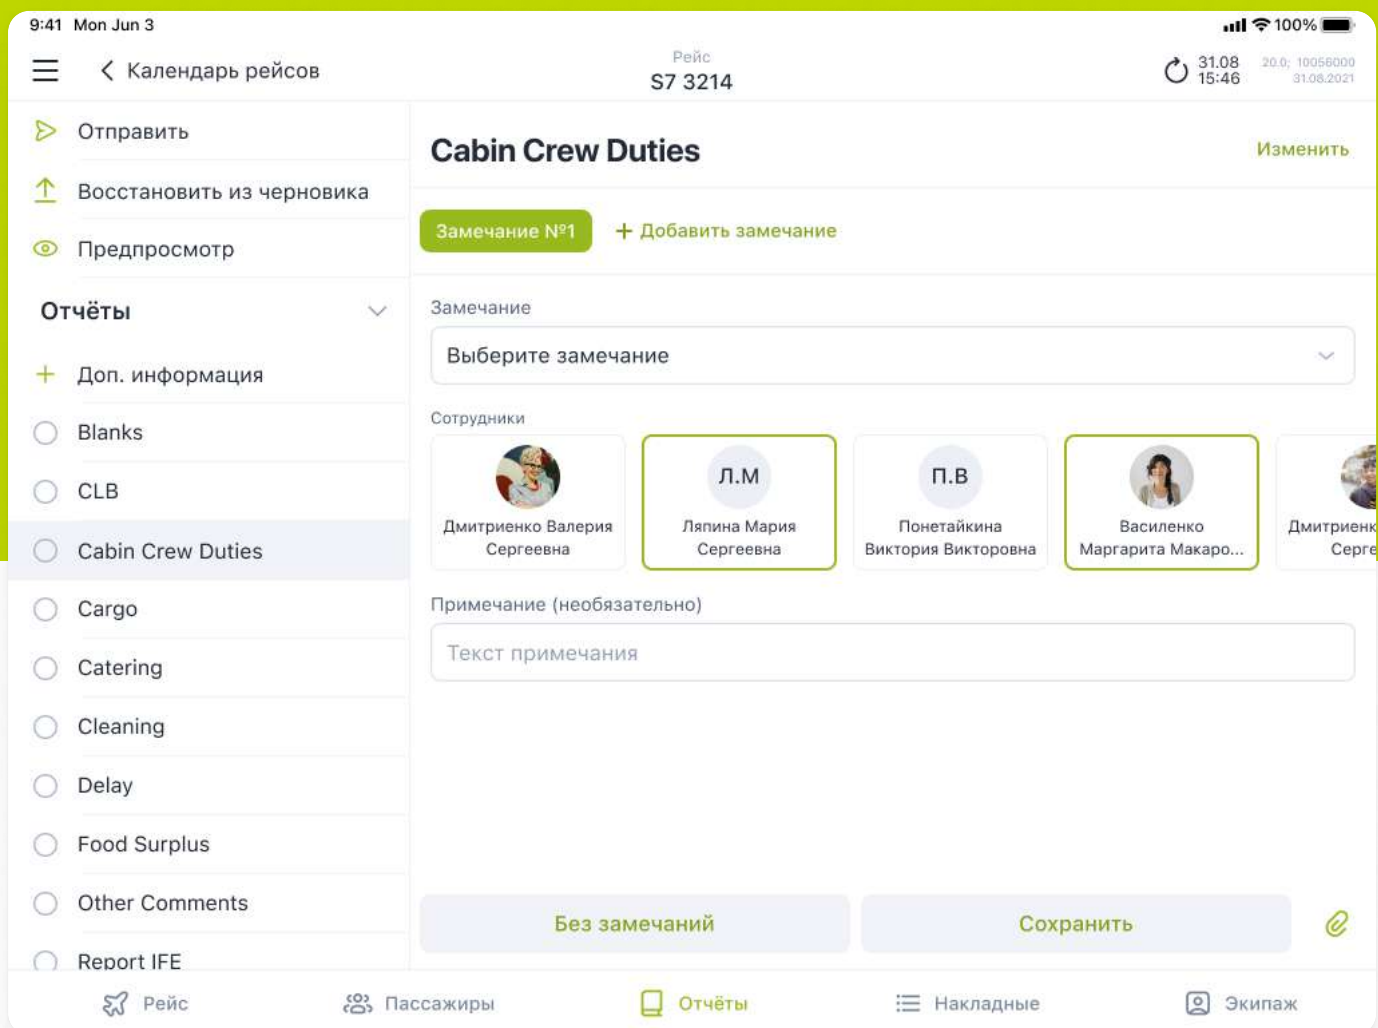 9:41 Mon Jun 3
100%
Календарь рейсов
Рейс
S7 3214
31.08
15:46
20.0; 10056000
31.08.2021
Отправить
Восстановить из черновика
Предпросмотр
Отчёты
Доп. информация
Blanks
CLB
Cabin Crew Duties
Cargo
Catering
Cleaning
Delay
Food Surplus
Other Comments
Report IFE
Cabin Crew Duties
Изменить
Замечание №1
+ Добавить замечание
Замечание
Выберите замечание
Сотрудники
Дмитриенко Валерия
Сергеевна
Л.М
Ляпина Мария
Сергеевна
П.В
Понетайкина
Виктория Викторовна
Василенко
Маргарита Макаро...
Дмитриенк
Серге
Примечание (необязательно)
Текст примечания
Без замечаний
Сохранить
Рейс
Пассажиры
Отчёты
Накладные
Экипаж